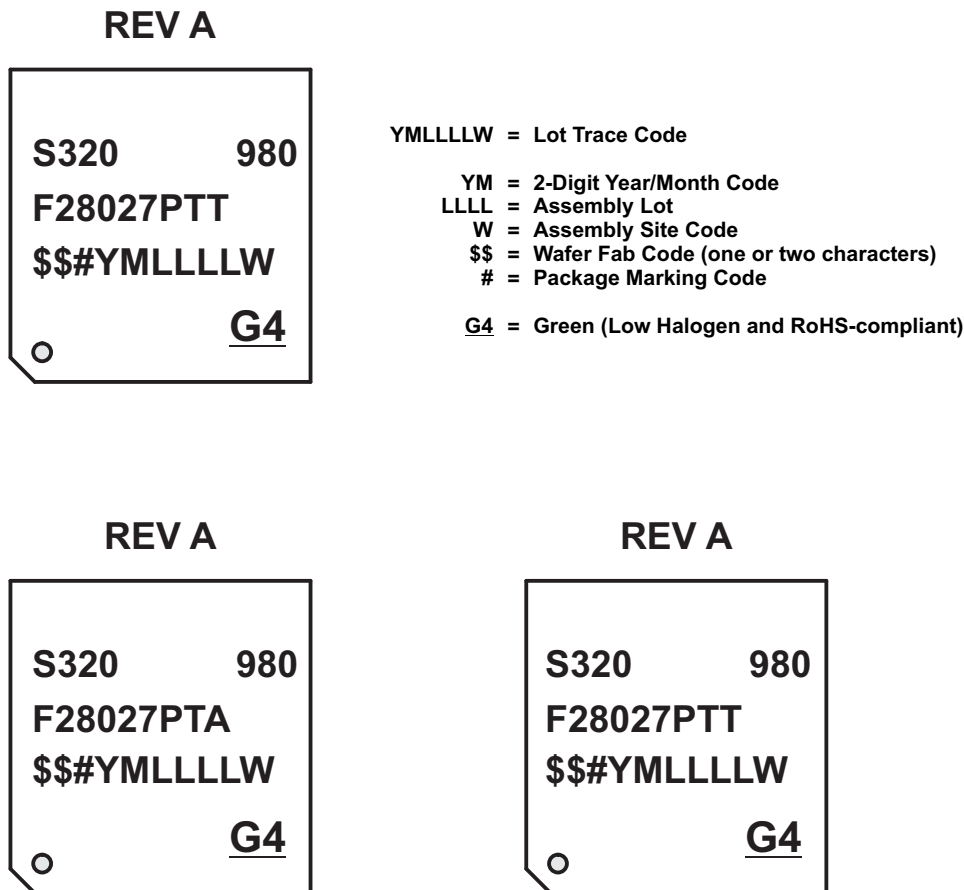 REV A
S320 980
F28027PTT
$$#YMLLLLW
G4
YMLLLLW = Lot Trace Code
YM = 2-Digit Year/Month Code
LLLL = Assembly Lot
W = Assembly Site Code
$$ = Wafer Fab Code (one or two characters)
# = Package Marking Code
G4 = Green (Low Halogen and RoHS-compliant)
REV A
S320 980
F28027PTA
$$#YMLLLLW
G4
REV A
S320 980
F28027PTT
$$#YMLLLLW
G4